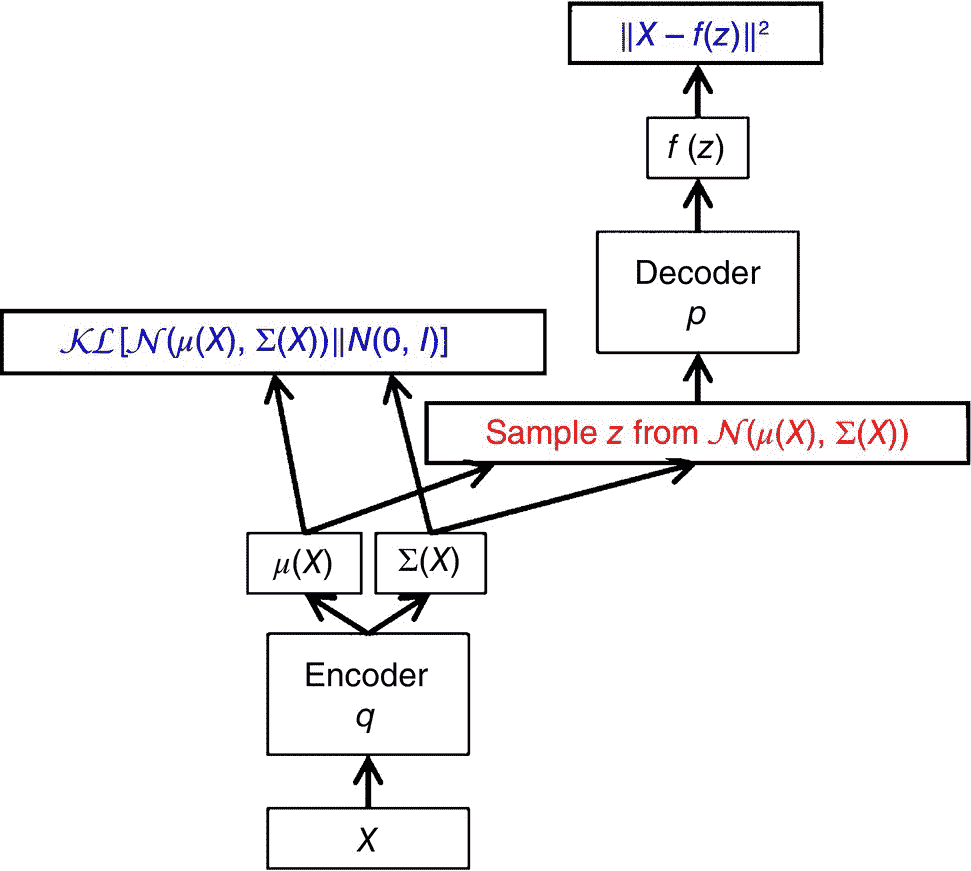 ‖X – f(z)‖²
f (z)
Decoder
p
𝒦ℒ[𝒩(μ(X), Σ(X))‖N(0, I)]
Sample z from 𝒩(μ(X), Σ(X))
μ(X)
Σ(X)
Encoder
q
X